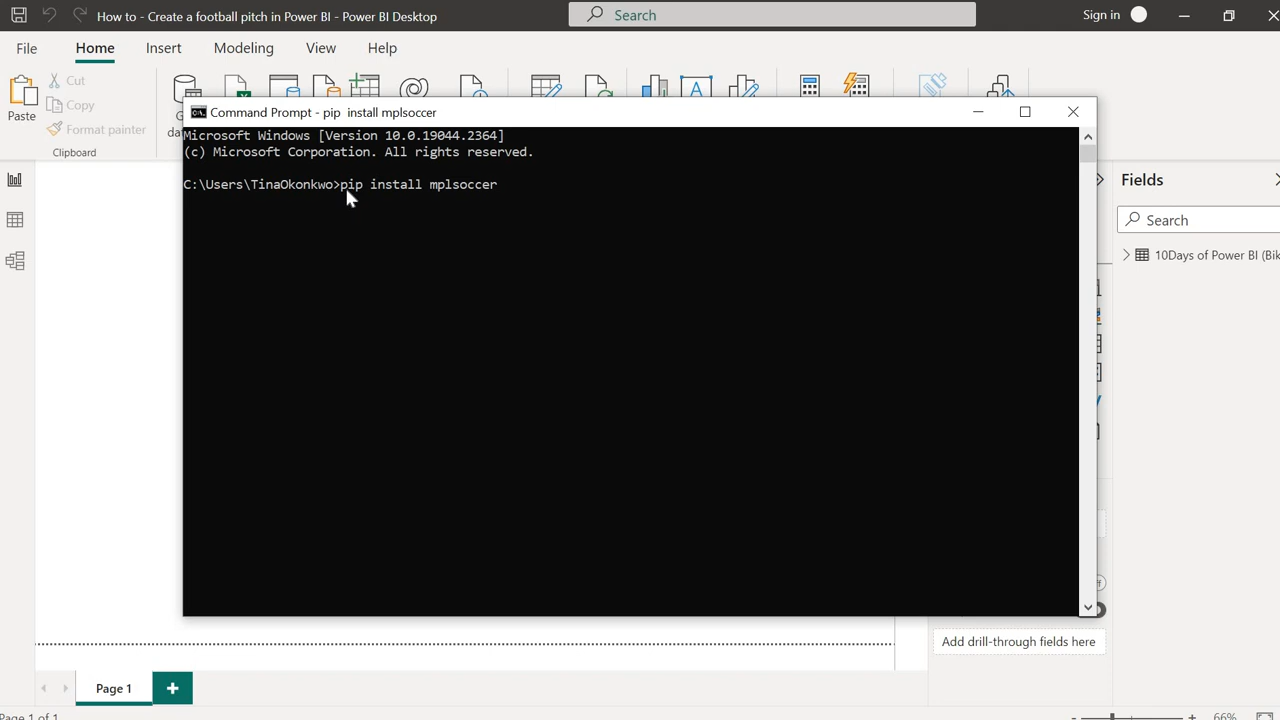 How to - Create a football pitch in Power BI - Power BI Desktop
Search
Sign in
File
Home
Insert
Modeling
View
Help
Paste
Cut
Copy
Format painter
Clipboard
Command Prompt - pip  install mplsoccer
Microsoft Windows [Version 10.0.19044.2364]
(c) Microsoft Corporation. All rights reserved.
C:\Users\TinaOkonkwo>pip install mplsoccer
Fields
Search
10Days of Power BI (Bik
Add drill-through fields here
Page 1
Page 1 of 1
66%